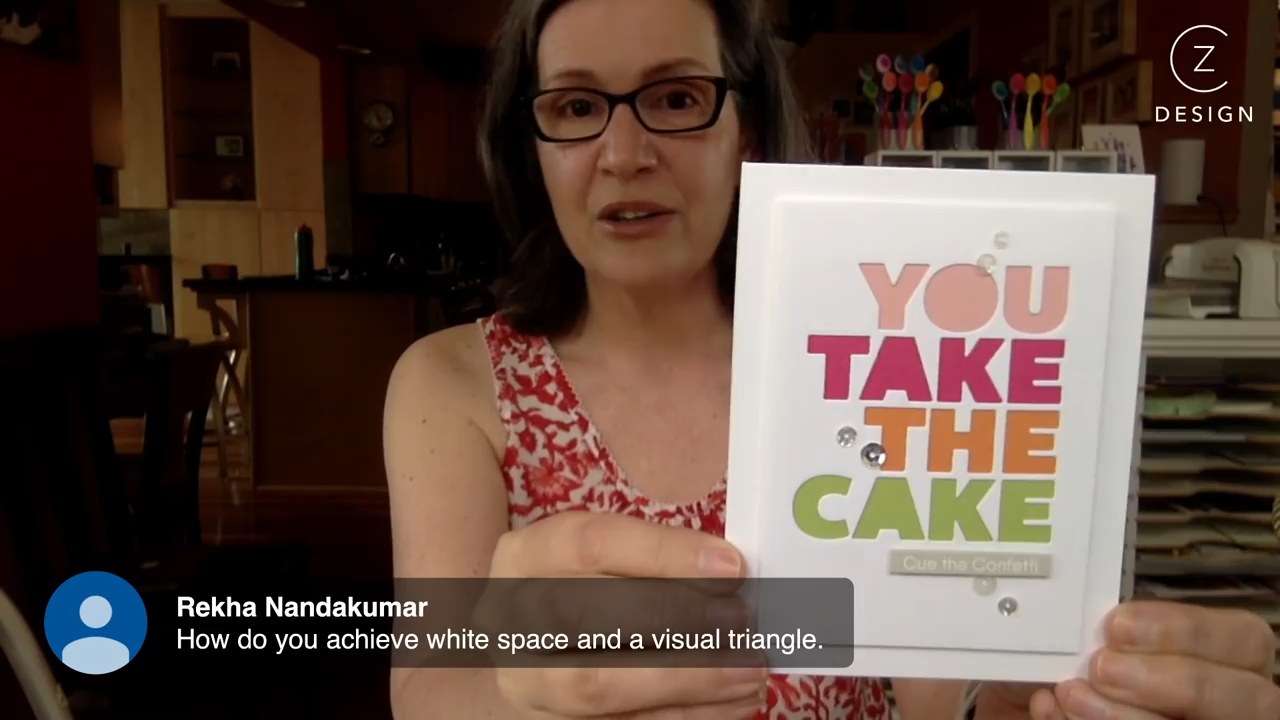 CZ
DESIGN
YOU
TAKE
THE
CAKE
Cue the Confetti
Rekha Nandakumar
How do you achieve white space and a visual triangle.